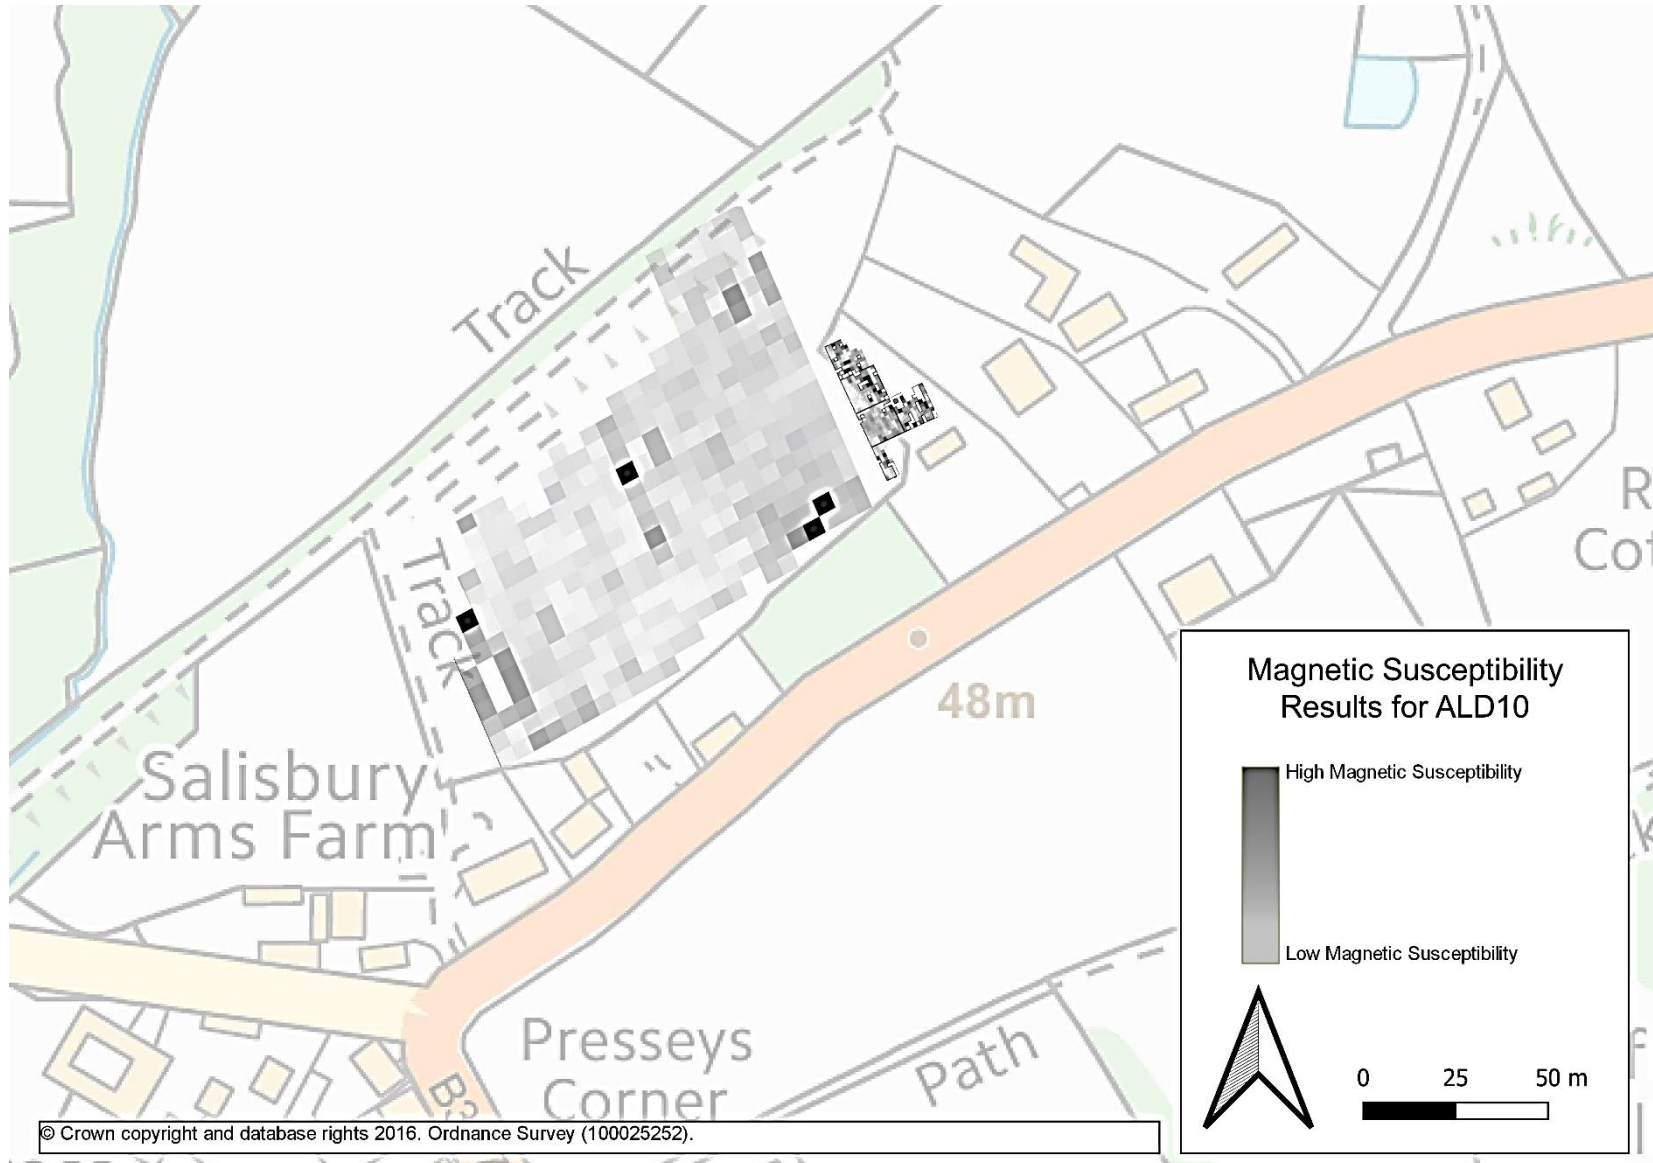 Track
Track
48m
Salisbury
Arms Farm
Presseys
Corner
Path
Magnetic Susceptibility
Results for ALD10
High Magnetic Susceptibility
Low Magnetic Susceptibility
0 25 50 m
© Crown copyright and database rights 2016. Ordnance Survey (100025252).